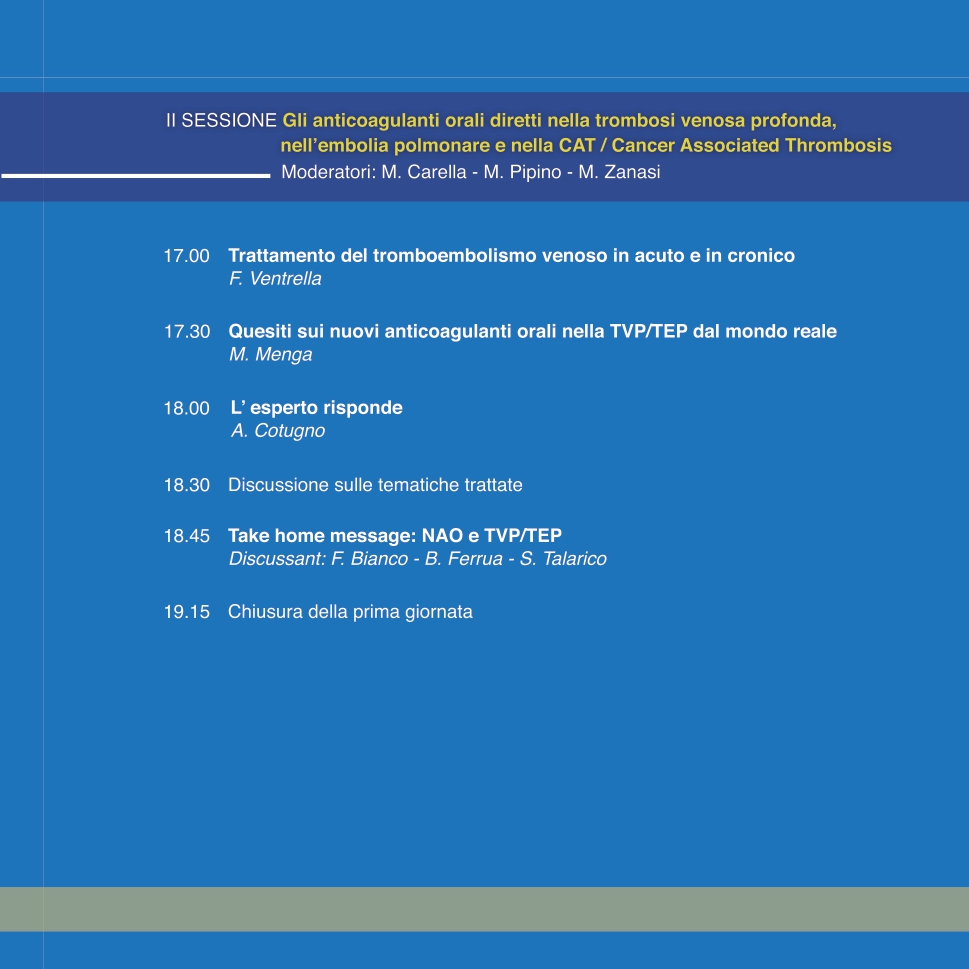 II SESSIONE Gli anticoagulanti orali diretti nella trombosi venosa profonda,
nell'embolia polmonare e nella CAT / Cancer Associated Thrombosis
Moderatori: M. Carella - M. Pipino - M. Zanasi
17.00 Trattamento del tromboembolismo venoso in acuto e in cronico
F. Ventrella
17.30 Quesiti sui nuovi anticoagulanti orali nella TVP/TEP dal mondo reale
M. Menga
18.00 L' esperto risponde
A. Cotugno
18.30 Discussione sulle tematiche trattate
18.45 Take home message: NAO e TVP/TEP
Discussant: F. Bianco - B. Ferrua - S. Talarico
19.15 Chiusura della prima giornata